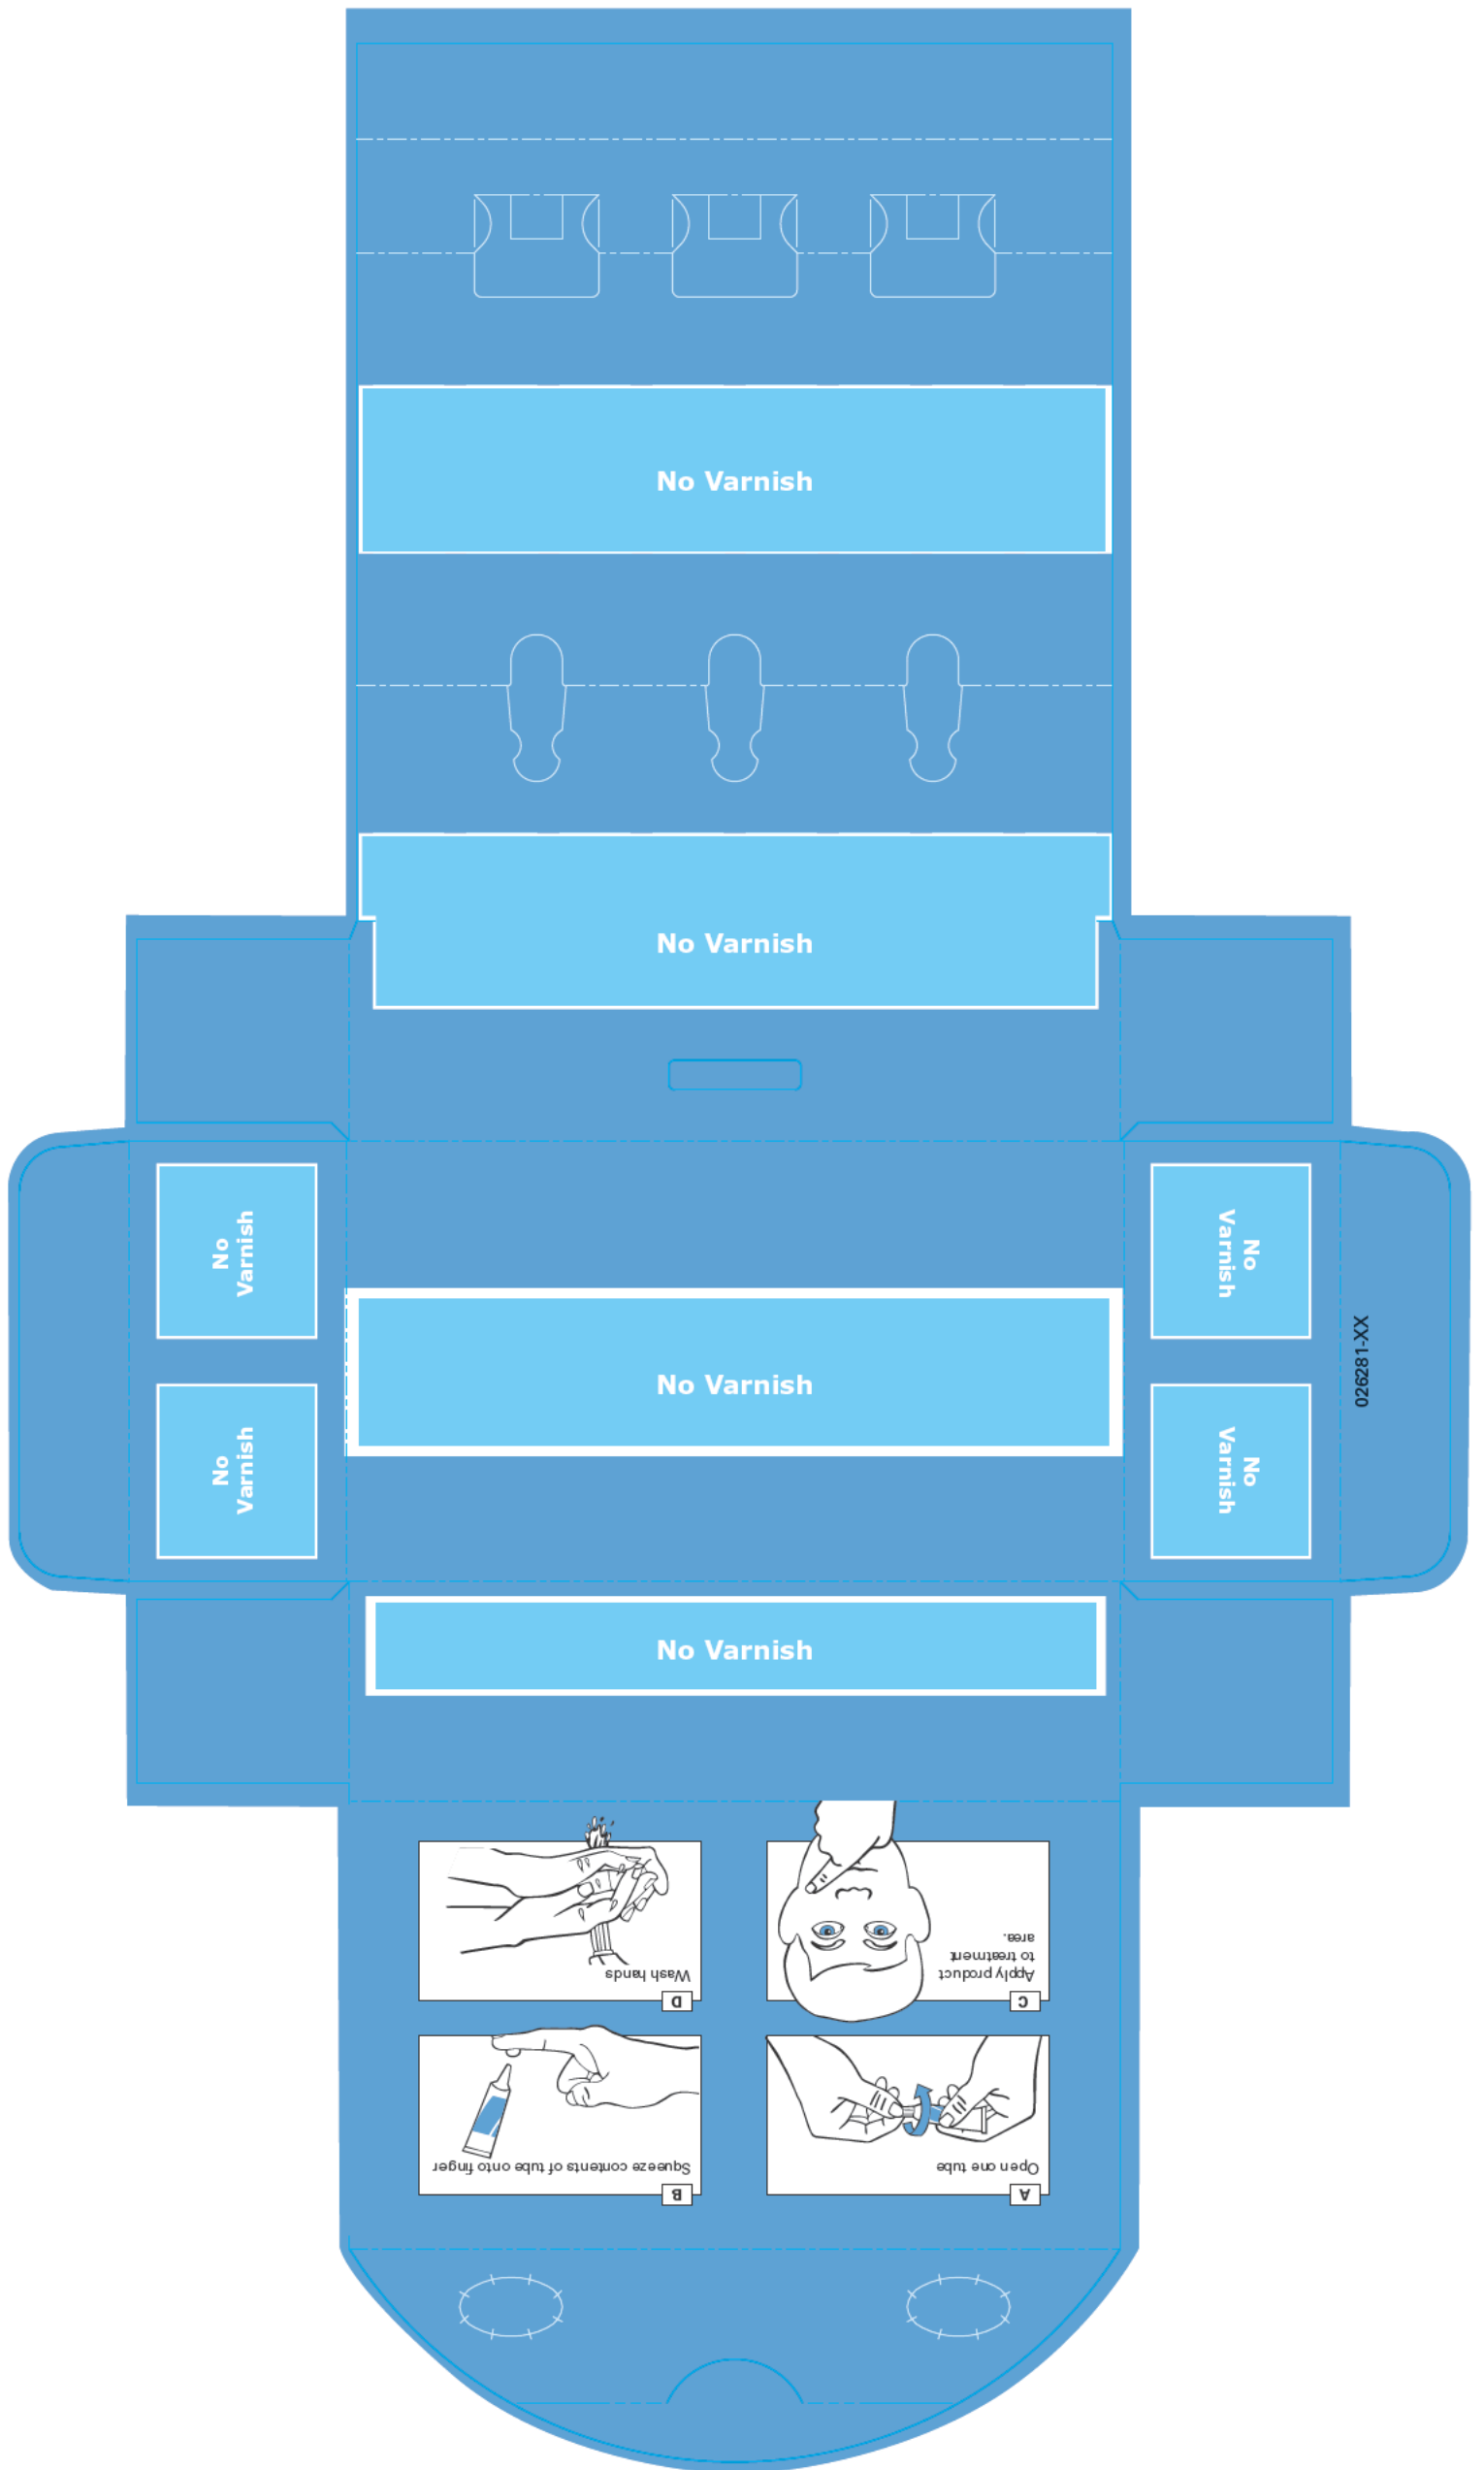 No Varnish
No Varnish
No
Varnish
No
Varnish
No
Varnish
No
Varnish
No Varnish
026281-XX
No Varnish
A
Open one tube
B
Squeeze contents of tube onto finger
C
Apply product
to treatment
area.
D
Wash hands